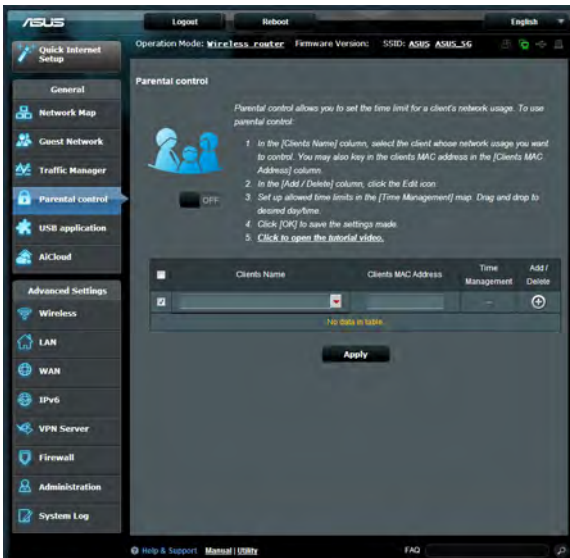 ASUS
Logout
Reboot
English
Quick Internet
Setup
Operation Mode: Wireless router Firmware Version: SSID: ASUS ASUS_5G
General
Network Map
Guest Network
Traffic Manager
Parental control
USB application
AiCloud
Advanced Settings
Wireless
LAN
WAN
IPv6
VPN Server
Firewall
Administration
System Log
Parental control
Parental control allows you to set the time limit for a client's network usage. To use
parental control:
1. In the [Clients Name] column, select the client whose network usage you want
to control. You may also key in the clients MAC address in the [Clients MAC
Address] column.
2. In the [Add / Delete] column, click the Edit icon.
3. Set up allowed time limits in the [Time Management] map. Drag and drop to
desired day/time.
4. Click [OK] to save the settings made.
5. Click to open the tutorial video.
OFF
Clients Name
Clients MAC Address
Time
Management
Add /
Delete
No data in table.
Apply
Help & Support Manual | Utility
FAQ